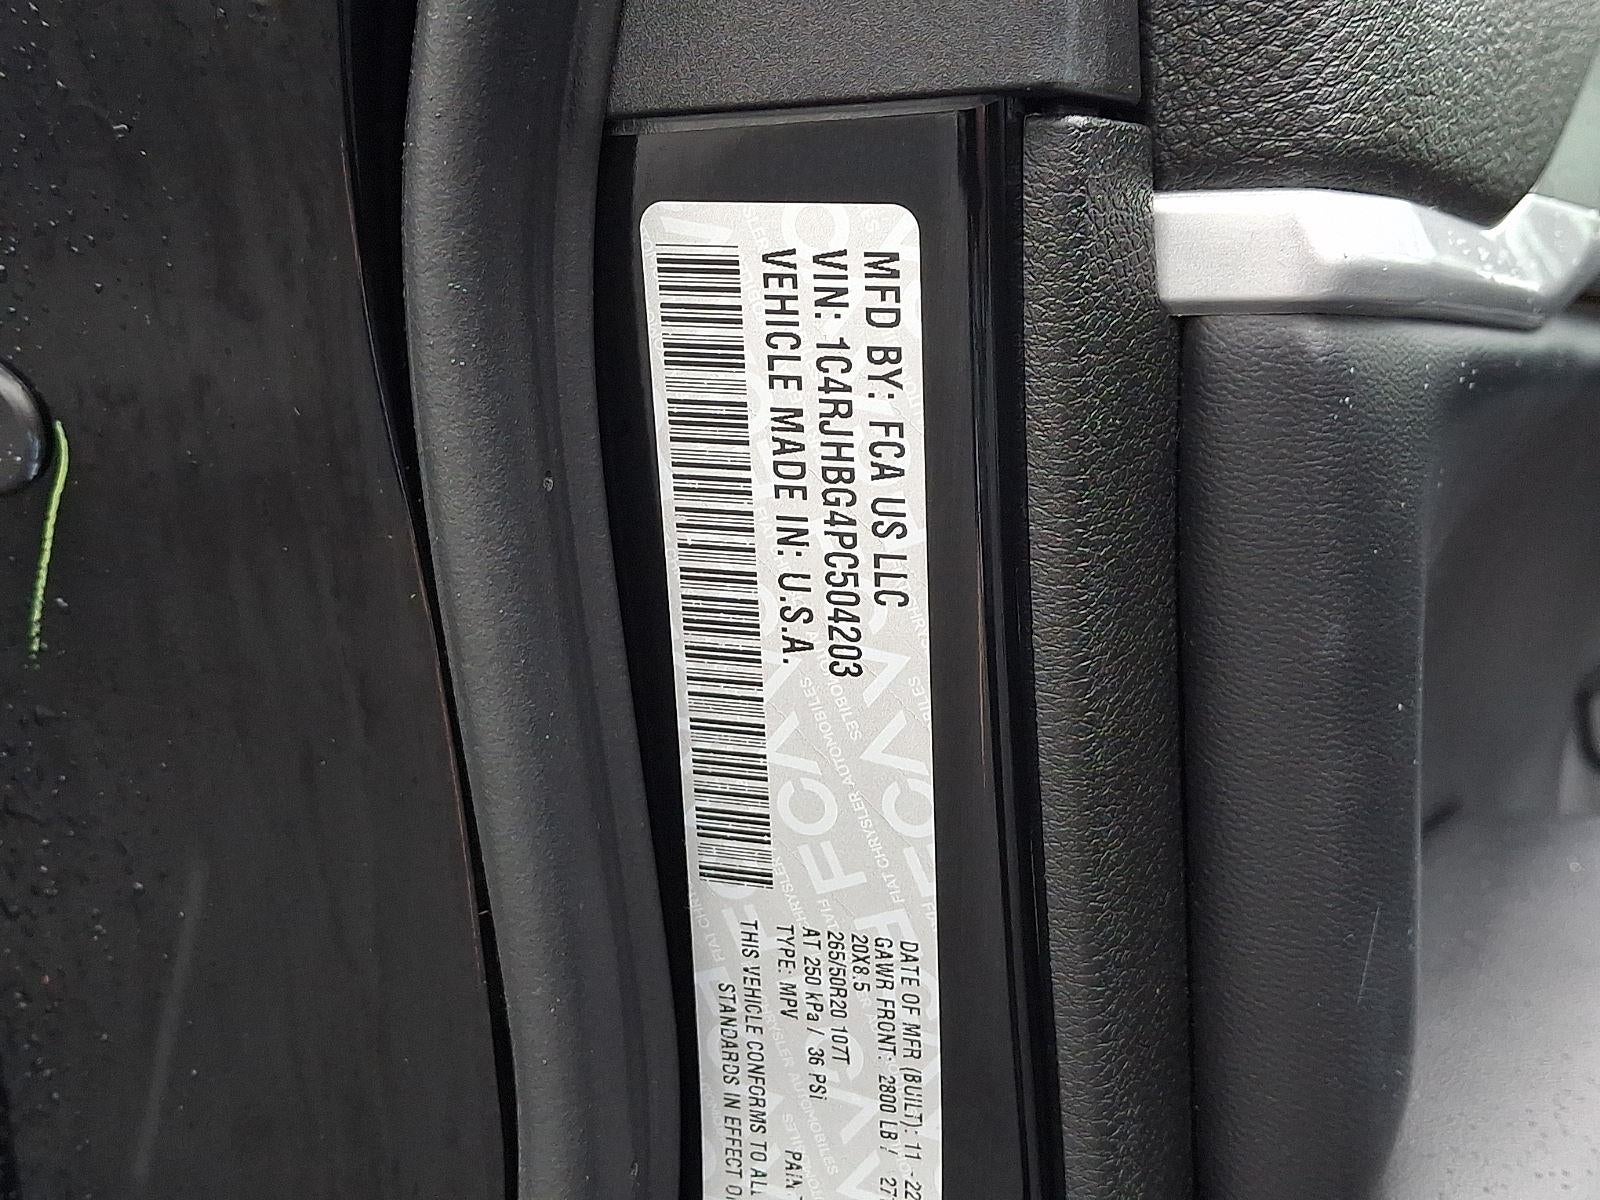 MFD BY: FCA US LLC
VIN: 1C4RJHBG4PC504203
VEHICLE MADE IN: U.S.A.
DATE OF MFR (BUILT): 11 -22
GAWR FRONT: 2800 LB /
20X8.5
265/50R20 107T
AT 250 kPa / 36 PSi
TYPE: MPV
THIS VEHICLE CONFORMS TO ALL
STANDARDS IN EFFECT